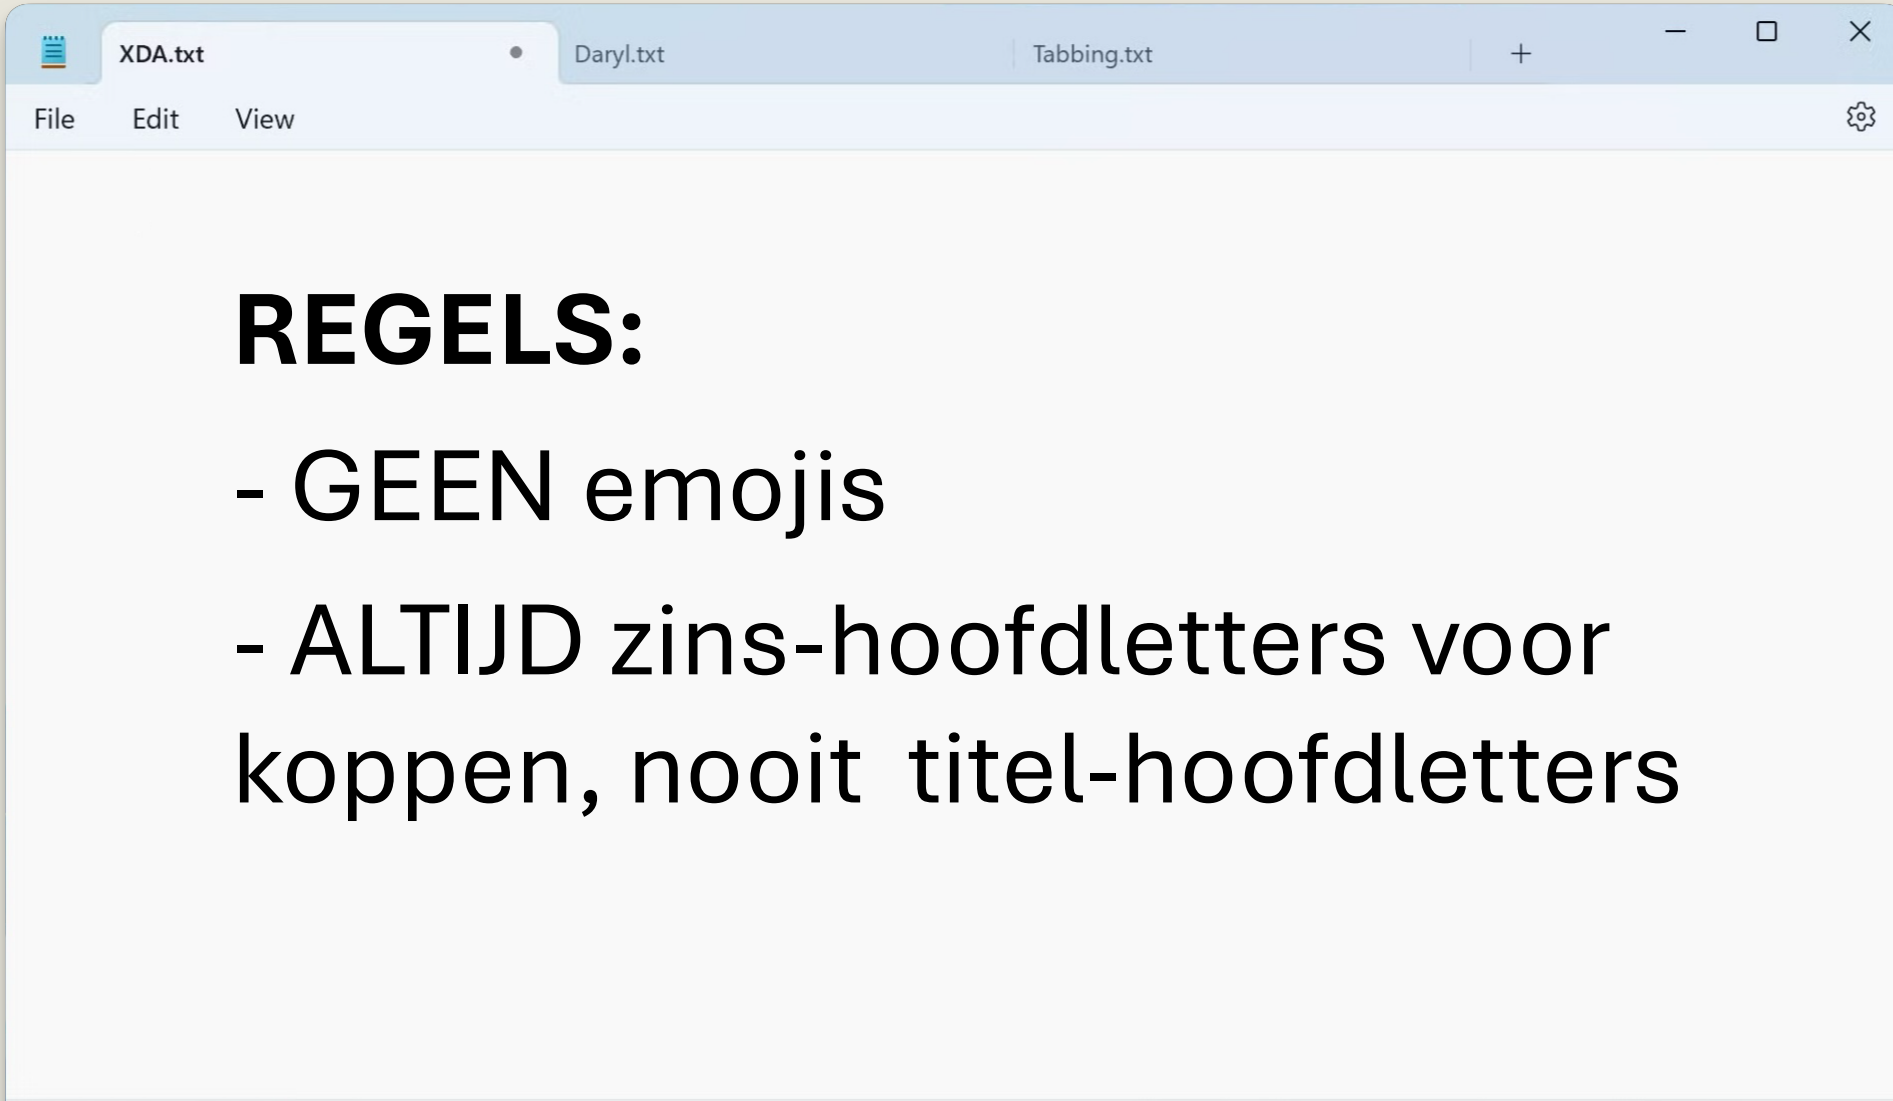 XDA.txt
Daryl.txt
Tabbing.txt
File
Edit
View
REGELS:
- GEEN emojis
- ALTIJD zins-hoofdletters voor
koppen, nooit  titel-hoofdletters